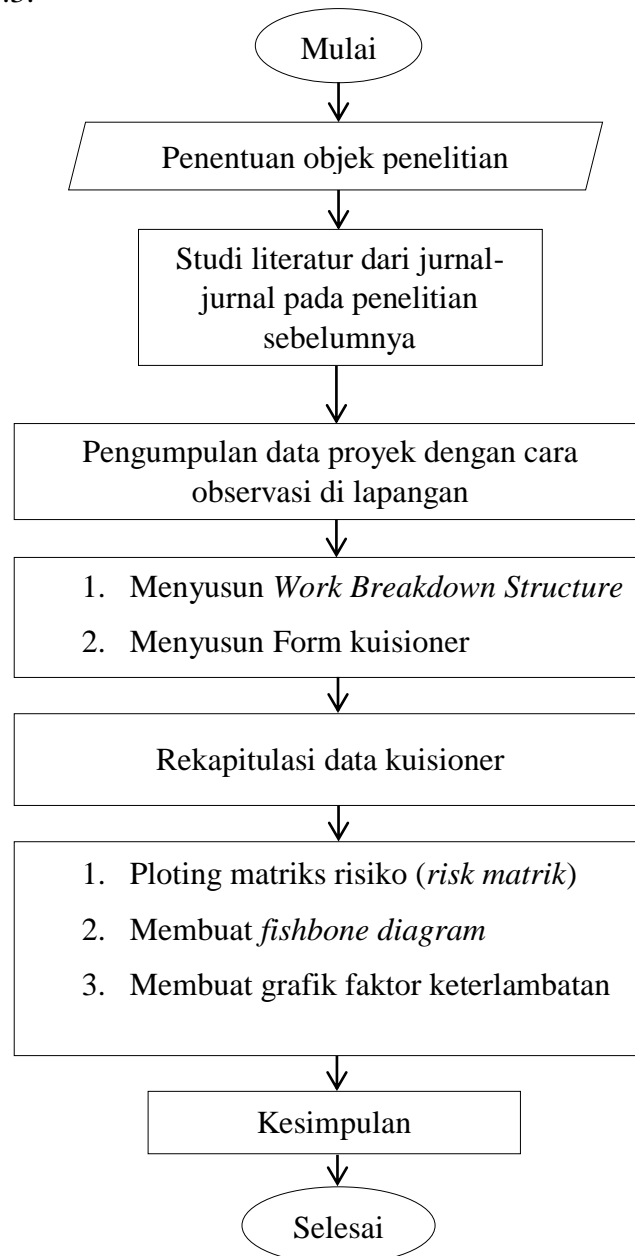 Mulai
Penentuan objek penelitian
Studi literatur dari jurnal-
jurnal pada penelitian
sebelumnya
Pengumpulan data proyek dengan cara
observasi di lapangan
1. Menyusun Work Breakdown Structure
2. Menyusun Form kuisioner
Rekapitulasi data kuisioner
1. Ploting matriks risiko (risk matrik)
2. Membuat fishbone diagram
3. Membuat grafik faktor keterlambatan
Kesimpulan
Selesai